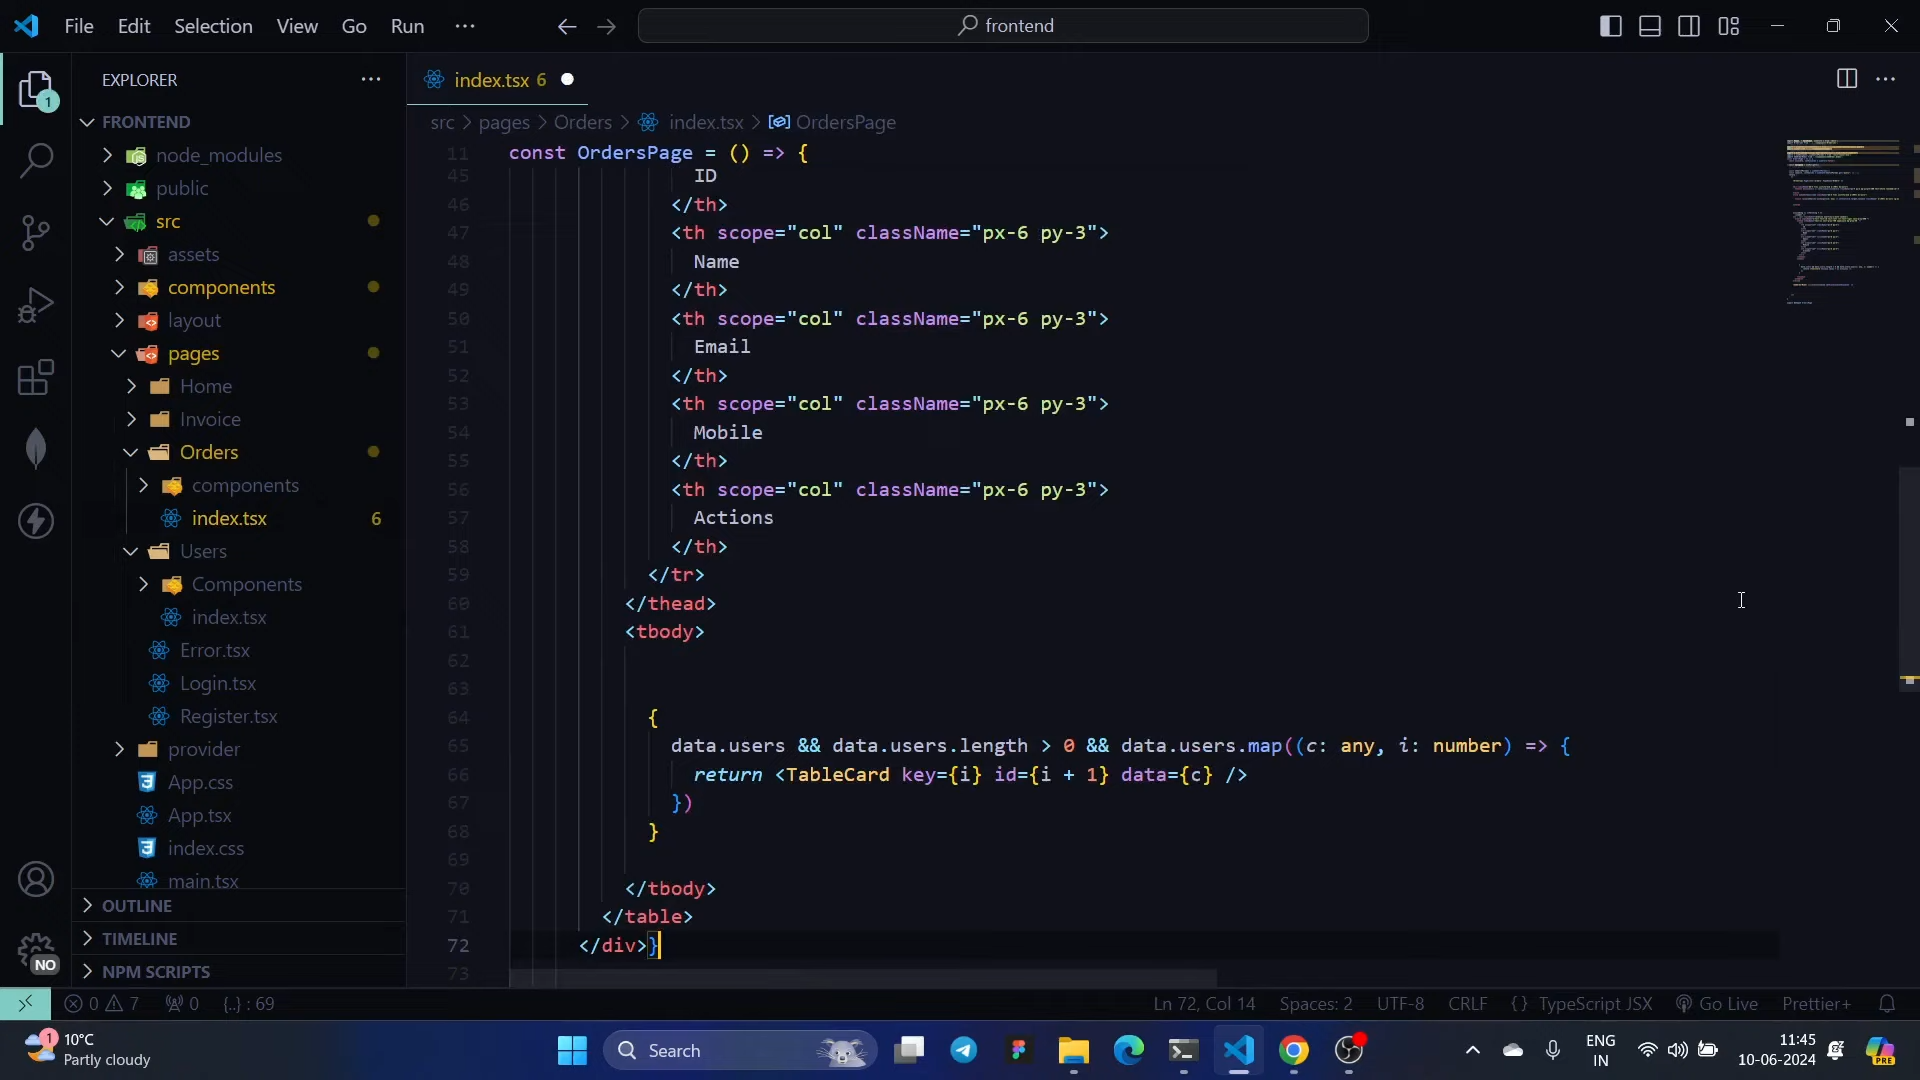 File Edit Selection View Go Run ··· frontend
EXPLORER ···
index.tsx 6
FRONTEND
src > pages > Orders > index.tsx > OrdersPage
node_modules
public
src
assets
components
layout
pages
Home
Invoice
Orders
components
index.tsx 6
Users
Components
index.tsx
Error.tsx
Login.tsx
Register.tsx
provider
App.css
App.tsx
index.css
main.tsx
OUTLINE
TIMELINE
NPM SCRIPTS
1
NO
11 const OrdersPage = () => {
45 ID
46 </th>
47 <th scope="col" className="px-6 py-3">
48 Name
49 </th>
50 <th scope="col" className="px-6 py-3">
51 Email
52 </th>
53 <th scope="col" className="px-6 py-3">
54 Mobile
55 </th>
56 <th scope="col" className="px-6 py-3">
57 Actions
58 </th>
59 </tr>
60 </thead>
61 <tbody>
62
63
64 {
65 data.users && data.users.length > 0 && data.users.map((c: any, i: number) => {
66 return <TableCard key={i} id={i + 1} data={c} />
67 })
68 }
69
70 </tbody>
71 </table>
72 </div>}
73
0 7 0 {..} : 69 Ln 72, Col 14 Spaces: 2 UTF-8 CRLF {} TypeScript JSX Go Live Prettier+
1 10°C
Partly cloudy
Search
ENG
IN
11:45
10-06-2024
PRE